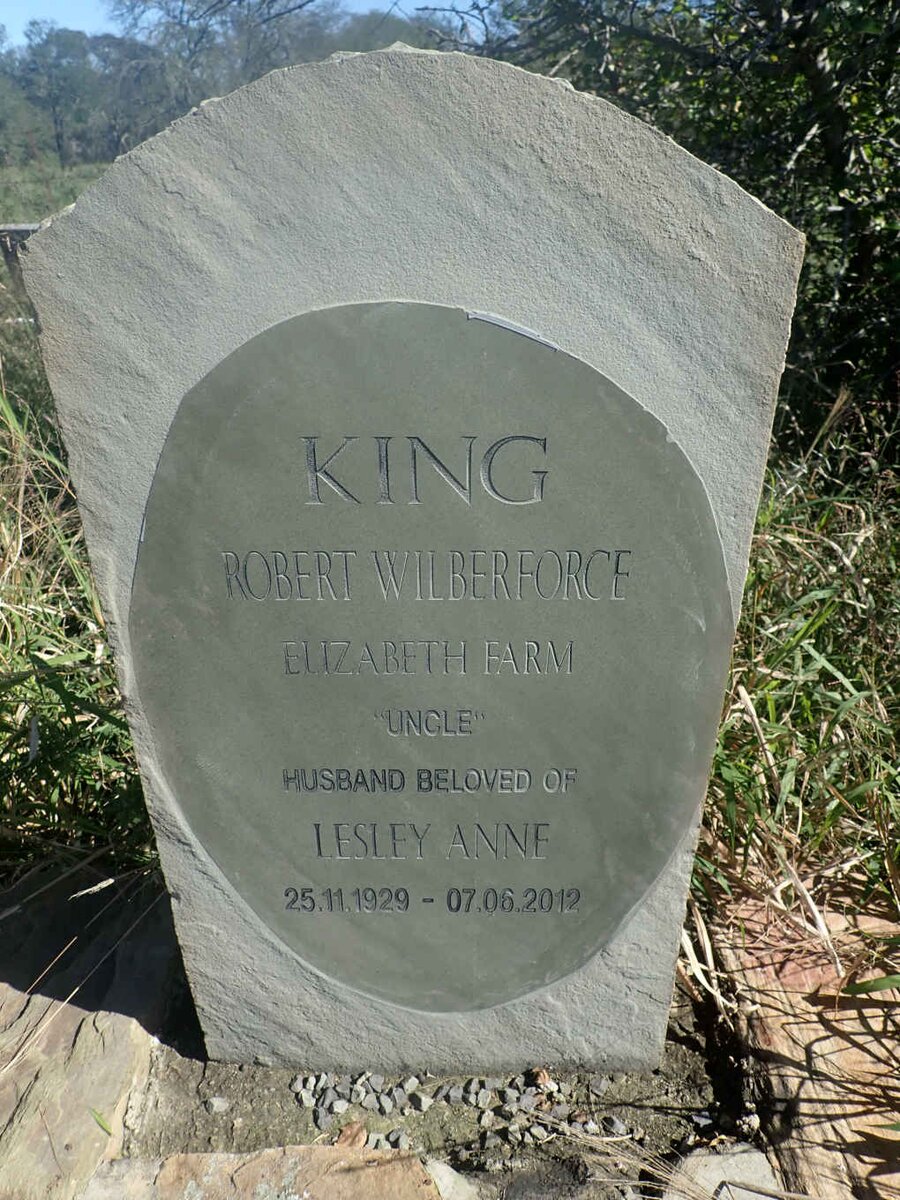 KING
ROBERT WILBERFORCE
ELIZABETH FARM
"UNCLE"
HUSBAND BELOVED OF
LESLEY ANNE
25.11.1929 - 07.06.2012